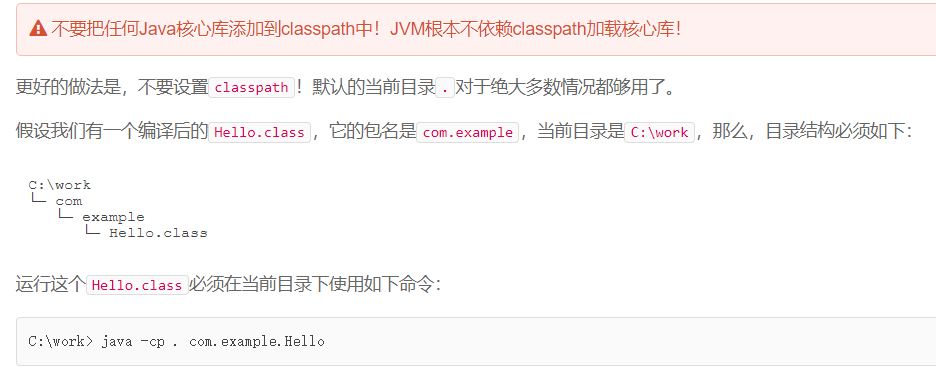 不要把任何Java核心库添加到classpath中！JVM根本不依赖classpath加载核心库！
更好的做法是，不要设置classpath！默认的当前目录.对于绝大多数情况都够用了。
假设我们有一个编译后的Hello.class，它的包名是com.example，当前目录是C:\work，那么，目录结构必须如下：
C:\work
└─ com
   └─ example
      └─ Hello.class
运行这个Hello.class必须在当前目录下使用如下命令：
C:\work> java -cp . com.example.Hello